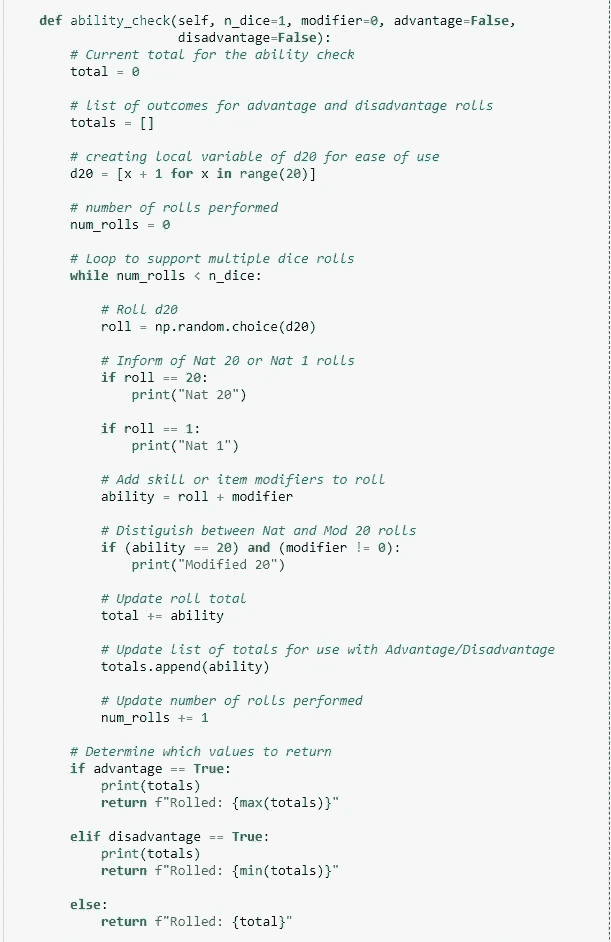 def ability_check(self, n_dice=1, modifier=0, advantage=False,
                  disadvantage=False):
    # Current total for the ability check
    total = 0

    # list of outcomes for advantage and disadvantage rolls
    totals = []

    # creating local variable of d20 for ease of use
    d20 = [x + 1 for x in range(20)]

    # number of rolls performed
    num_rolls = 0

    # Loop to support multiple dice rolls
    while num_rolls < n_dice:

        # Roll d20
        roll = np.random.choice(d20)

        # Inform of Nat 20 or Nat 1 rolls
        if roll == 20:
            print("Nat 20")

        if roll == 1:
            print("Nat 1")

        # Add skill or item modifiers to roll
        ability = roll + modifier

        # Distiguish between Nat and Mod 20 rolls
        if (ability == 20) and (modifier != 0):
            print("Modified 20")

        # Update roll total
        total += ability

        # Update list of totals for use with Advantage/Disadvantage
        totals.append(ability)

        # Update number of rolls performed
        num_rolls += 1

    # Determine which values to return
    if advantage == True:
        print(totals)
        return f"Rolled: {max(totals)}"

    elif disadvantage == True:
        print(totals)
        return f"Rolled: {min(totals)}"

    else:
        return f"Rolled: {total}"